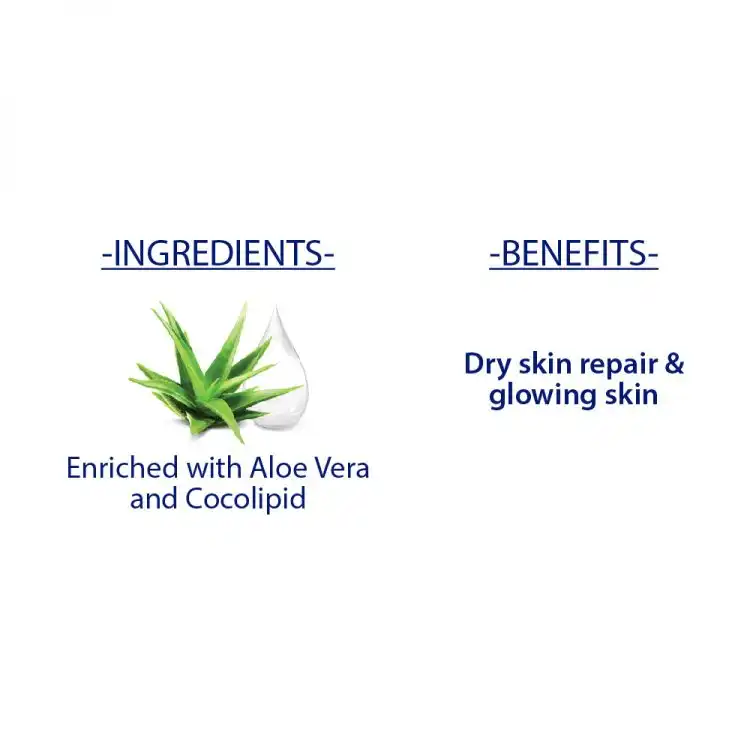 -INGREDIENTS-
Enriched with Aloe Vera
and Cocolipid
-BENEFITS-
Dry skin repair &
glowing skin